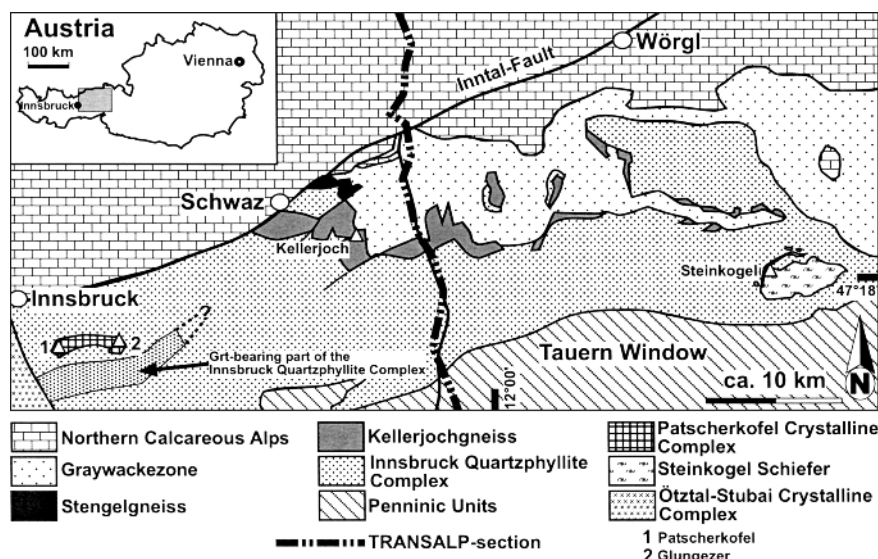 Austria
100 km
Vienna
Innsbruck
Wörgl
Inntal-Fault
Schwaz
Kellerjoch
Steinkogel
47°18'
Innsbruck
?
1
2
Grt-bearing part of the
Innsbruck Quartzphyllite Complex
Tauern Window
12°00'
ca. 10 km
N
Northern Calcareous Alps
Graywackezone
Stengelgneiss
Kellerjochgneiss
Innsbruck Quartzphyllite
Complex
Penninic Units
Patscherkofel Crystalline
Complex
Steinkogel Schiefer
Ötztal-Stubai Crystalline
Complex
TRANSALP-section
1 Patscherkofel
2 Glungezer